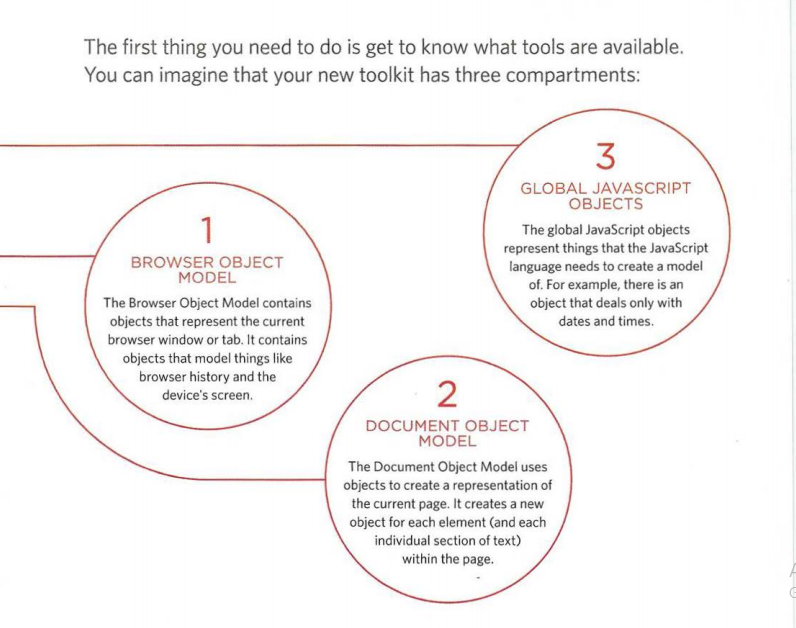 The first thing you need to do is get to know what tools are available.
You can imagine that your new toolkit has three compartments:
1
BROWSER OBJECT
MODEL
The Browser Object Model contains
objects that represent the current
browser window or tab. It contains
objects that model things like
browser history and the
device's screen.
2
DOCUMENT OBJECT
MODEL
The Document Object Model uses
objects to create a representation of
the current page. It creates a new
object for each element (and each
individual section of text)
within the page.
3
GLOBAL JAVASCRIPT
OBJECTS
The global JavaScript objects
represent things that the JavaScript
language needs to create a model
of. For example, there is an
object that deals only with
dates and times.